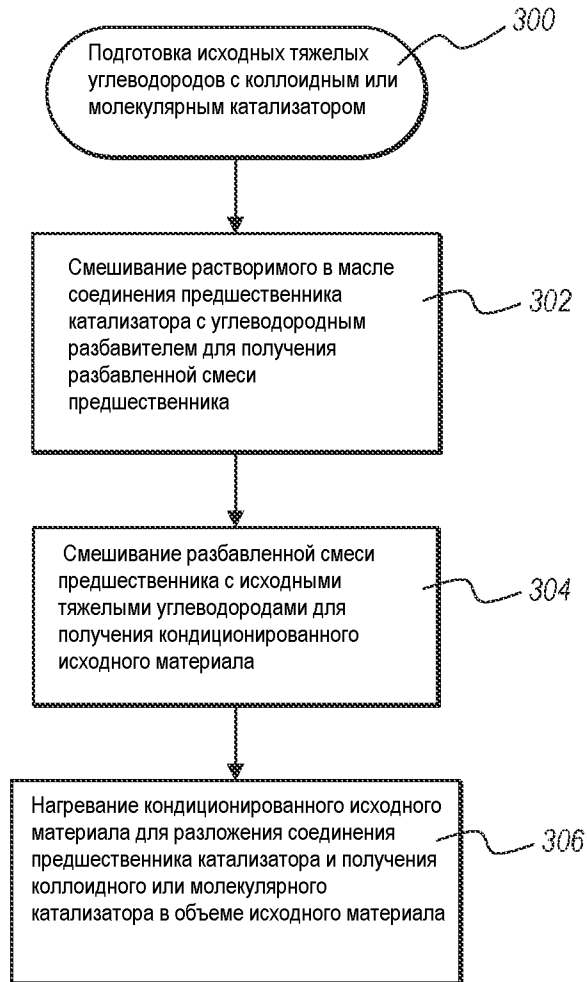 300
Подготовка исходных тяжелых
углеводородов с коллоидным или
молекулярным катализатором
Смешивание растворимого в масле
соединения предшественника
катализатора с углеводородным
разбавителем для получения
разбавленной смеси
предшественника
302
Смешивание разбавленной смеси
предшественника с исходными
тяжелыми углеводородами для
получения кондиционированного
исходного материала
304
Нагревание кондиционированного исходного
материала для разложения соединения
предшественника катализатора и получения
коллоидного или молекулярного
катализатора в объеме исходного материала
306